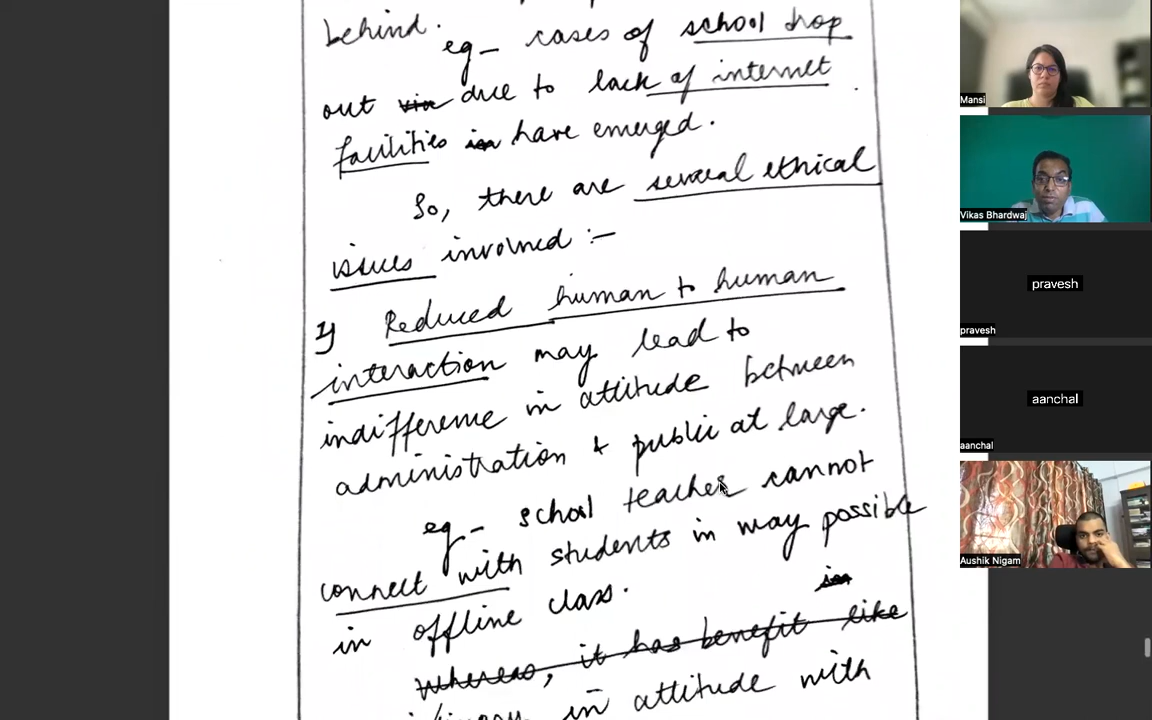 behind.
eg – cases of school drop
out via due to lack of internet
facilities in have emerged.
So, there are several ethical
issues involved :–
1) Reduced human to human
interaction may lead to
indifference in attitude between
administration & public at large.
eg – school teacher cannot
connect with students in way possible
in offline class.
in
whereas, it has benefit like
in attitude with
Mansi
Vikas Bhardwaj
pravesh
pravesh
aanchal
aanchal
Aushik Nigam